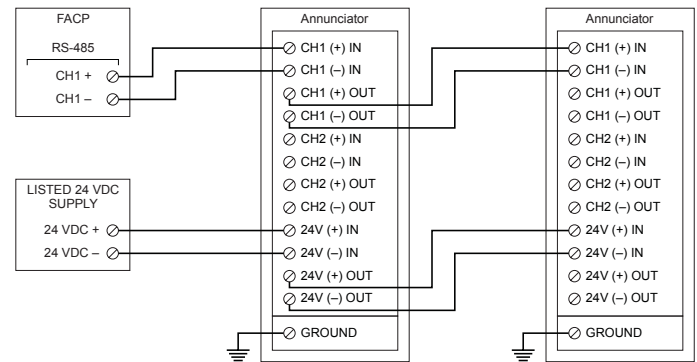 FACP
RS-485
CH1 +
CH1 –
LISTED 24 VDC
SUPPLY
24 VDC +
24 VDC –
Annunciator
CH1 (+) IN
CH1 (–) IN
CH1 (+) OUT
CH1 (–) OUT
CH2 (+) IN
CH2 (–) IN
CH2 (+) OUT
CH2 (–) OUT
24V (+) IN
24V (–) IN
24V (+) OUT
24V (–) OUT
GROUND
Annunciator
CH1 (+) IN
CH1 (–) IN
CH1 (+) OUT
CH1 (–) OUT
CH2 (+) IN
CH2 (–) IN
CH2 (+) OUT
CH2 (–) OUT
24V (+) IN
24V (–) IN
24V (+) OUT
24V (–) OUT
GROUND